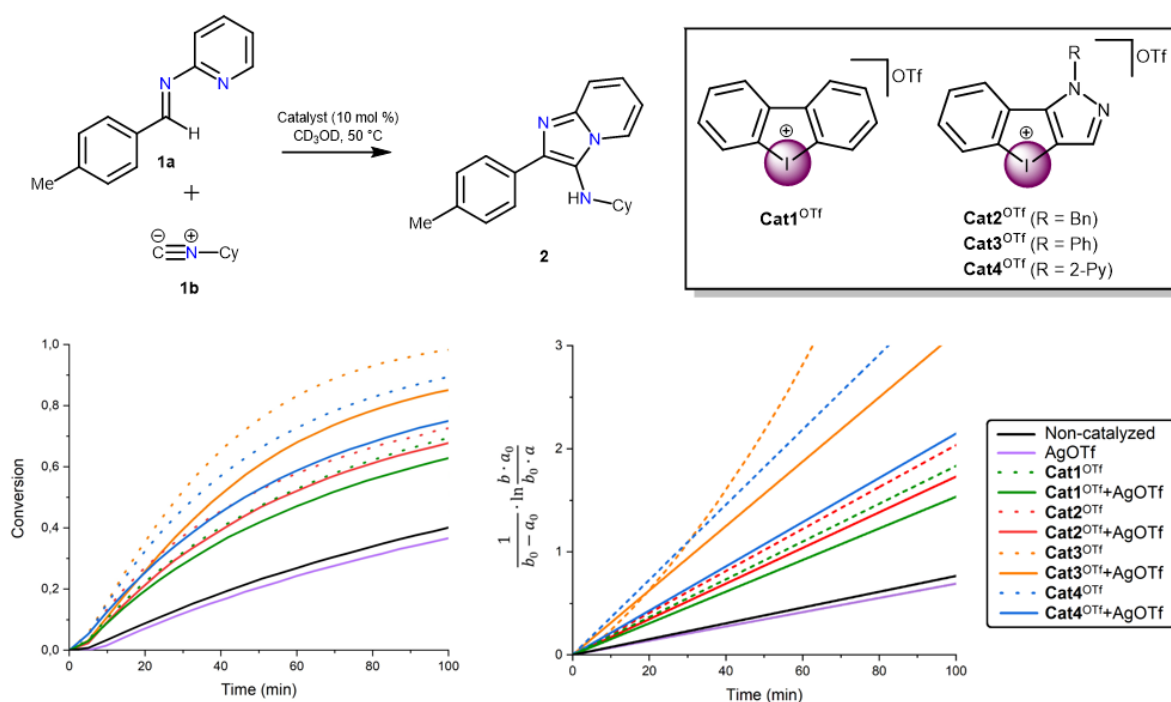 N
N
H
1a
Me
+
⊖ ⊕
C≡N−Cy
1b
Catalyst (10 mol %)
CD₃OD, 50 °C
N
N
HN
Cy
Me
2
OTf
⊕
I
Cat1ᴼᵀᶠ
R
N
N
OTf
⊕
I
Cat2ᴼᵀᶠ (R = Bn)
Cat3ᴼᵀᶠ (R = Ph)
Cat4ᴼᵀᶠ (R = 2-Py)
1,0
0,8
0,6
0,4
0,2
0,0
Conversion
0 20 40 60 80 100
Time (min)
3
2
1
0
1/(b₀ − a₀) · ln (b · a₀)/(b₀ · a)
0 20 40 60 80 100
Time (min)
Non-catalyzed
AgOTf
Cat1ᴼᵀᶠ
Cat1ᴼᵀᶠ+AgOTf
Cat2ᴼᵀᶠ
Cat2ᴼᵀᶠ+AgOTf
Cat3ᴼᵀᶠ
Cat3ᴼᵀᶠ+AgOTf
Cat4ᴼᵀᶠ
Cat4ᴼᵀᶠ+AgOTf